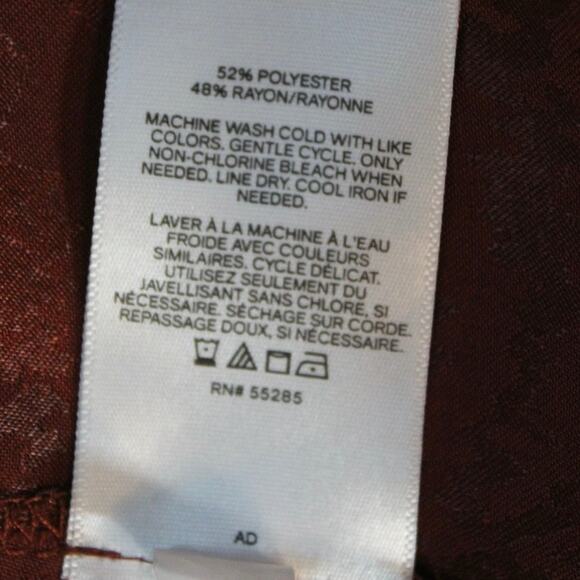 52% POLYESTER
48% RAYON/RAYONNE
MACHINE WASH COLD WITH LIKE
COLORS. GENTLE CYCLE. ONLY
NON-CHLORINE BLEACH WHEN
NEEDED. LINE DRY. COOL IRON IF
NEEDED.
LAVER À LA MACHINE À L'EAU
FROIDE AVEC COULEURS
SIMILAIRES. CYCLE DÉLICAT.
UTILISEZ SEULEMENT DU
JAVELLISANT SANS CHLORE, SI
NÉCESSAIRE. SÉCHAGE SUR CORDE.
REPASSAGE DOUX, SI NÉCESSAIRE.
RN# 55285
AD